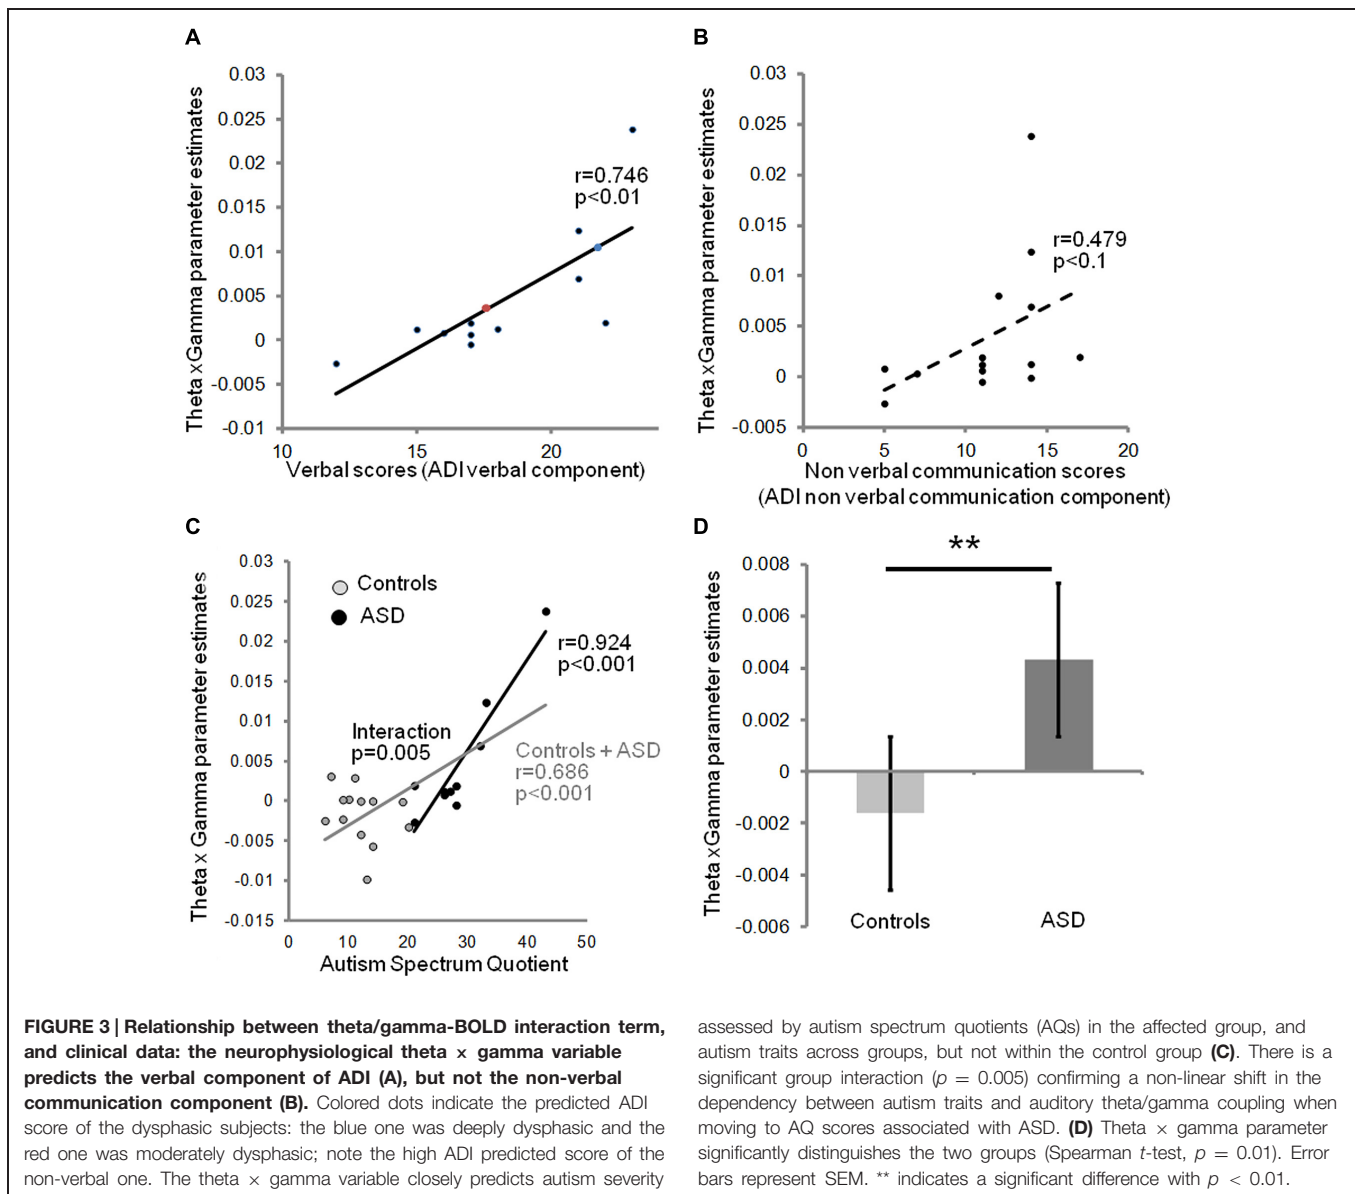 A
Theta xGamma parameter estimates
0.03
0.025
0.02
0.015
0.01
0.005
0
-0.005
-0.01
r=0.746
p<0.01
10
15
20
Verbal scores (ADI verbal component)
B
Theta xGamma parameter estimates
0.03
0.025
0.02
0.015
0.01
0.005
0
-0.005
r=0.479
p<0.1
0
5
10
15
20
Non verbal communication scores
(ADI non verbal communication component)
C
Theta x Gamma parameter estimates
0.03
0.025
0.02
0.015
0.01
0.005
0
-0.005
-0.01
-0.015
Controls
ASD
r=0.924
p<0.001
Interaction
p=0.005
Controls + ASD
r=0.686
p<0.001
0
10
20
30
40
50
Autism Spectrum Quotient
D
**
Theta xGamma parameter estimates
0.008
0.006
0.004
0.002
0
-0.002
-0.004
-0.006
Controls
ASD
FIGURE 3 | Relationship between theta/gamma-BOLD interaction term,
and clinical data: the neurophysiological theta × gamma variable
predicts the verbal component of ADI (A), but not the non-verbal
communication component (B). Colored dots indicate the predicted ADI
score of the dysphasic subjects: the blue one was deeply dysphasic and the
red one was moderately dysphasic; note the high ADI predicted score of the
non-verbal one. The theta × gamma variable closely predicts autism severity
assessed by autism spectrum quotients (AQs) in the affected group, and
autism traits across groups, but not within the control group (C). There is a
significant group interaction (p = 0.005) confirming a non-linear shift in the
dependency between autism traits and auditory theta/gamma coupling when
moving to AQ scores associated with ASD. (D) Theta × gamma parameter
significantly distinguishes the two groups (Spearman t-test, p = 0.01). Error
bars represent SEM. ** indicates a significant difference with p < 0.01.